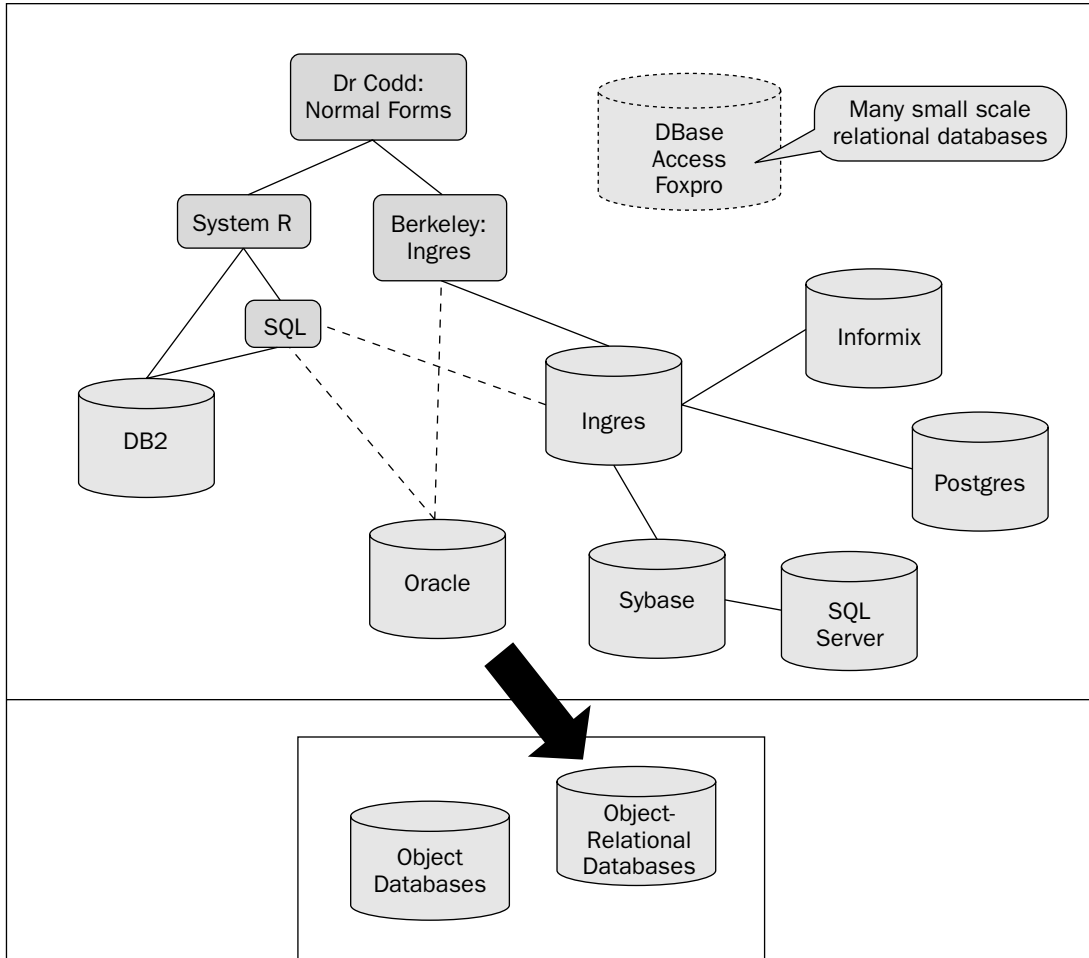 Dr Codd:
Normal Forms
DBase
Access
Foxpro
Many small scale
relational databases
System R
Berkeley:
Ingres
SQL
Informix
DB2
Ingres
Postgres
Oracle
Sybase
SQL
Server
Object
Databases
Object-
Relational
Databases